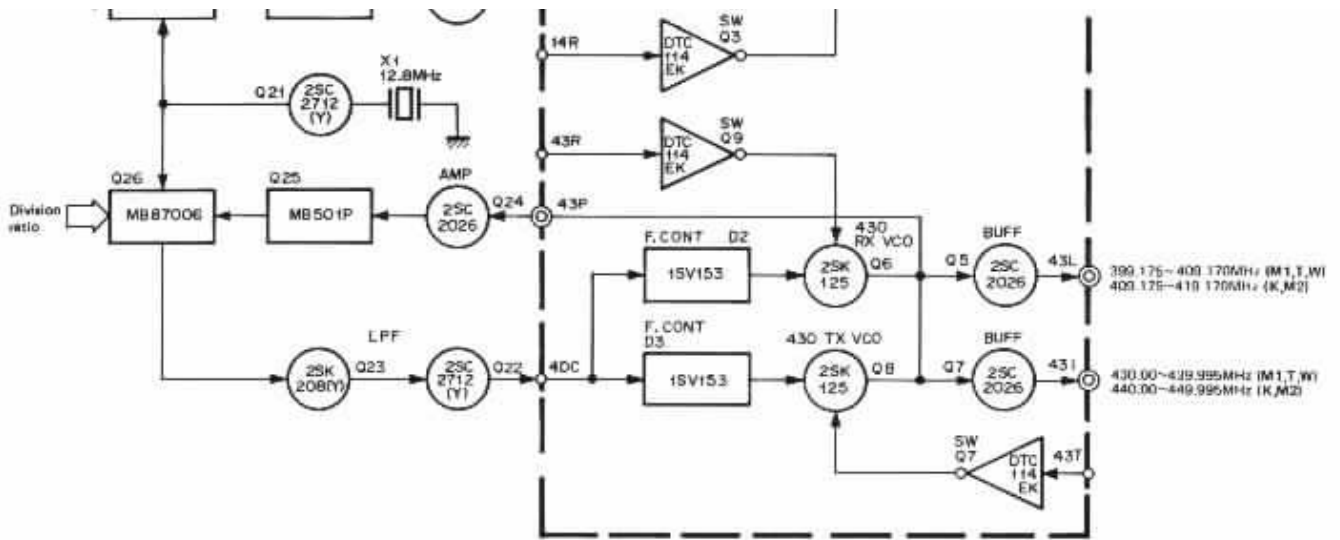 SW
Q3
14R
DTC
114
EK
X1
12.8MHz
Q21
2SC
2712
(Y)
43R
DTC
114
EK
SW
Q9
Q26
MB87006
Division
ratio
Q25
MB501P
AMP
2SC
2026
Q24
43P
F.CONT D2
1SV153
430
RX VCO
2SK
125
Q6
Q5
BUFF
2SC
2026
43L
399.175~409.170MHz (M1,T,W)
409.175~419.170MHz (K,M2)
LPF
2SK
208(Y)
Q23
2SC
2712
(Y)
Q22
4DC
F.CONT
D3
1SV153
430 TX VCO
2SK
125
Q8
Q7
BUFF
2SC
2026
43I
430.00~439.995MHz (M1,T,W)
440.00~449.995MHz (K,M2)
SW
Q7
DTC
114
EK
43T